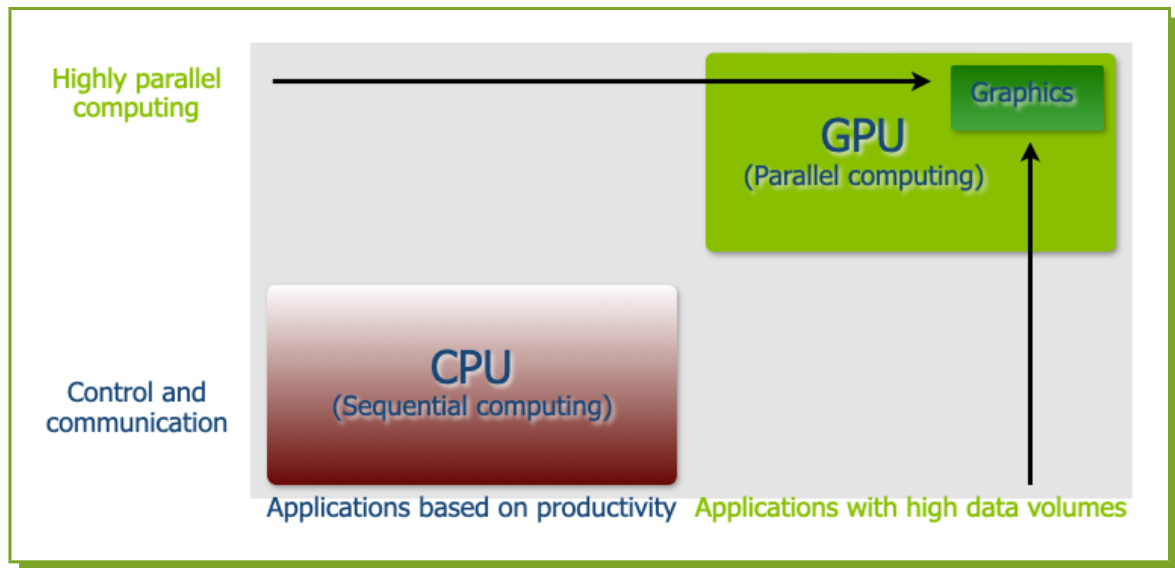 Highly parallel
computing
Graphics
GPU
(Parallel computing)
CPU
(Sequential computing)
Control and
communication
Applications based on productivity
Applications with high data volumes